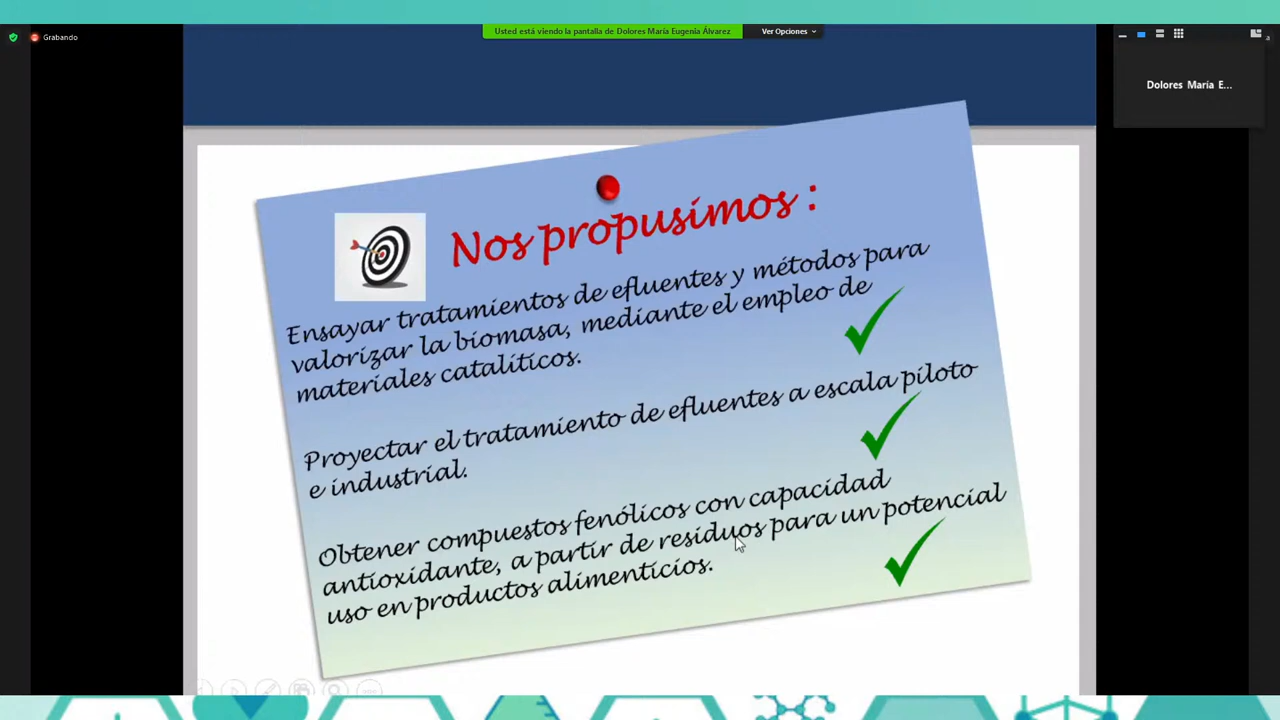 Grabando
Usted está viendo la pantalla de Dolores María Eugenia Álvarez
Ver Opciones
Dolores María E...
Nos propusimos :
Ensayar tratamientos de efluentes y métodos para
valorizar la biomasa, mediante el empleo de
materiales catalíticos.
Proyectar el tratamiento de efluentes a escala piloto
e industrial.
Obtener compuestos fenólicos con capacidad
antioxidante, a partir de residuos para un potencial
uso en productos alimenticios.